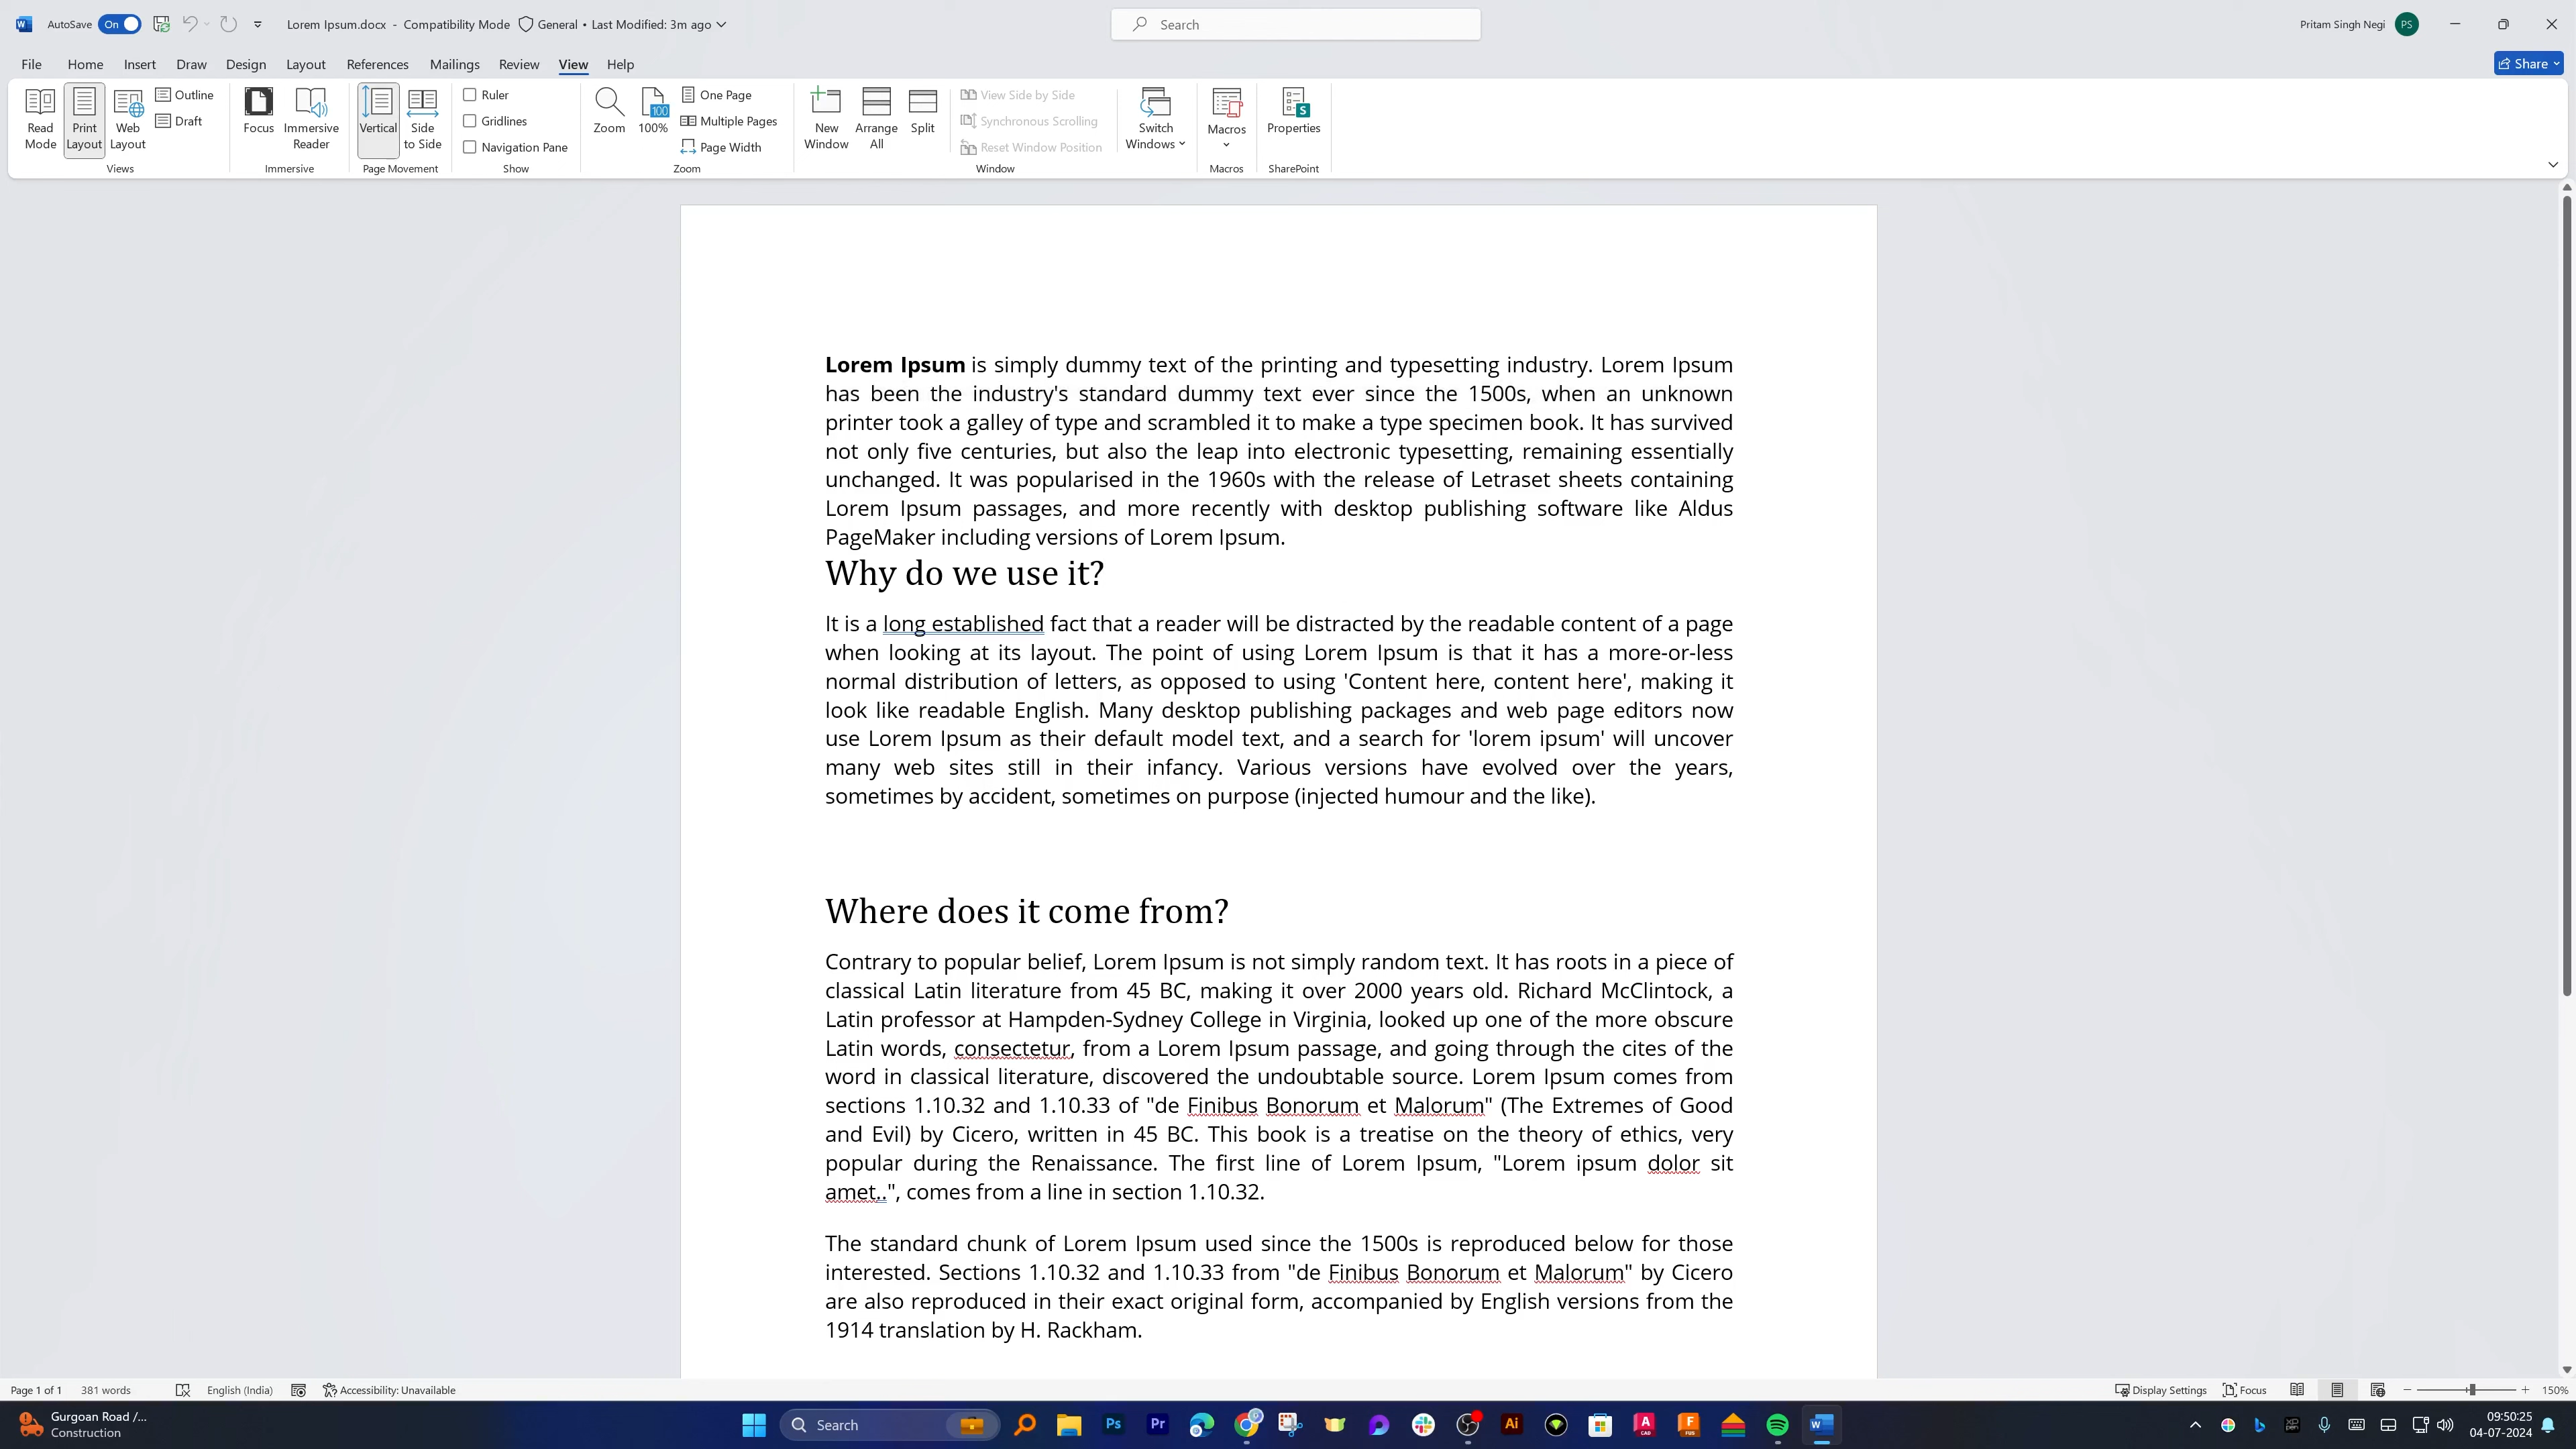 AutoSave On Lorem Ipsum.docx - Compatibility Mode General • Last Modified: 3m ago Search Pritam Singh Negi PS
File Home Insert Draw Design Layout References Mailings Review View Help Share
Read Mode
Print Layout
Web Layout
Outline
Draft
Views
Focus
Immersive Reader
Immersive
Vertical
Side to Side
Page Movement
Ruler
Gridlines
Navigation Pane
Show
Zoom
100%
One Page
Multiple Pages
Page Width
Zoom
New Window
Arrange All
Split
View Side by Side
Synchronous Scrolling
Reset Window Position
Window
Switch Windows
Macros
Macros
Properties
SharePoint
Lorem Ipsum is simply dummy text of the printing and typesetting industry. Lorem Ipsum
has been the industry's standard dummy text ever since the 1500s, when an unknown
printer took a galley of type and scrambled it to make a type specimen book. It has survived
not only five centuries, but also the leap into electronic typesetting, remaining essentially
unchanged. It was popularised in the 1960s with the release of Letraset sheets containing
Lorem Ipsum passages, and more recently with desktop publishing software like Aldus
PageMaker including versions of Lorem Ipsum.
Why do we use it?
It is a long established fact that a reader will be distracted by the readable content of a page
when looking at its layout. The point of using Lorem Ipsum is that it has a more-or-less
normal distribution of letters, as opposed to using 'Content here, content here', making it
look like readable English. Many desktop publishing packages and web page editors now
use Lorem Ipsum as their default model text, and a search for 'lorem ipsum' will uncover
many web sites still in their infancy. Various versions have evolved over the years,
sometimes by accident, sometimes on purpose (injected humour and the like).
Where does it come from?
Contrary to popular belief, Lorem Ipsum is not simply random text. It has roots in a piece of
classical Latin literature from 45 BC, making it over 2000 years old. Richard McClintock, a
Latin professor at Hampden-Sydney College in Virginia, looked up one of the more obscure
Latin words, consectetur, from a Lorem Ipsum passage, and going through the cites of the
word in classical literature, discovered the undoubtable source. Lorem Ipsum comes from
sections 1.10.32 and 1.10.33 of "de Finibus Bonorum et Malorum" (The Extremes of Good
and Evil) by Cicero, written in 45 BC. This book is a treatise on the theory of ethics, very
popular during the Renaissance. The first line of Lorem Ipsum, "Lorem ipsum dolor sit
amet..", comes from a line in section 1.10.32.
The standard chunk of Lorem Ipsum used since the 1500s is reproduced below for those
interested. Sections 1.10.32 and 1.10.33 from "de Finibus Bonorum et Malorum" by Cicero
are also reproduced in their exact original form, accompanied by English versions from the
1914 translation by H. Rackham.
Page 1 of 1 381 words English (India) Accessibility: Unavailable Display Settings Focus 150%
Gurgoan Road /...
Construction
Search
Ps Pr Ai
09:50:25
04-07-2024